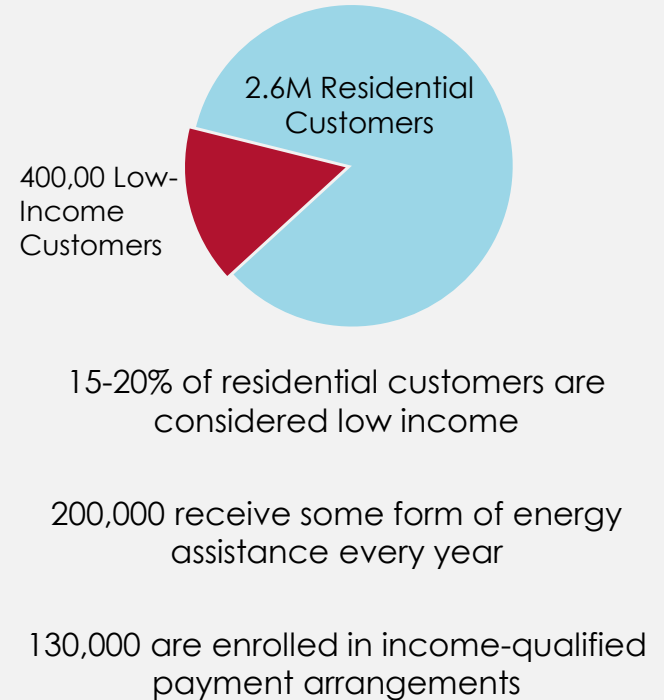 2.6M Residential
Customers
400,00 Low-
Income
Customers
15-20% of residential customers are
considered low income
200,000 receive some form of energy
assistance every year
130,000 are enrolled in income-qualified
payment arrangements